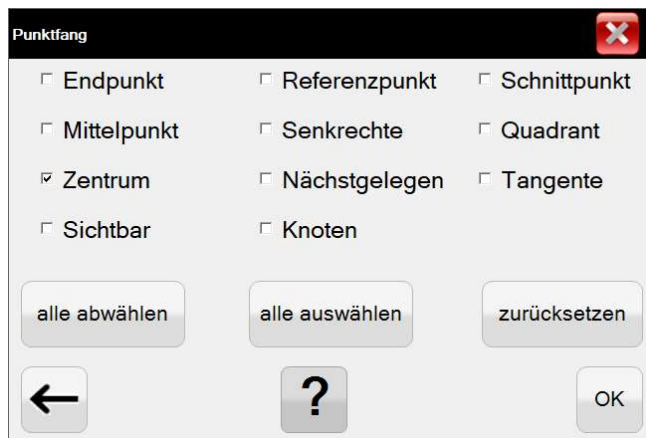 Punktfang
Endpunkt Referenzpunkt Schnittpunkt
Mittelpunkt Senkrechte Quadrant
Zentrum Nächstgelegen Tangente
Sichtbar Knoten
alle abwählen alle auswählen zurücksetzen
? OK